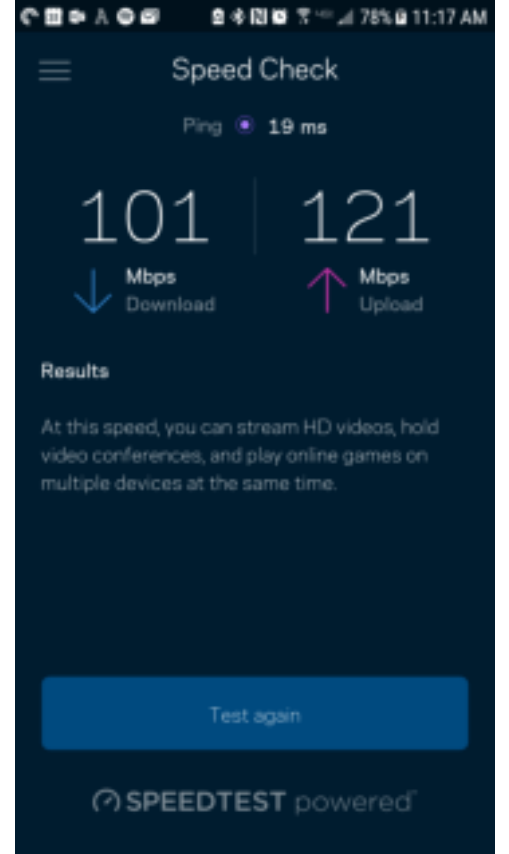 78% 11:17 AM
Speed Check
Ping 19 ms
101 121
Mbps Mbps
Download Upload
Results
At this speed, you can stream HD videos, hold
video conferences, and play online games on
multiple devices at the same time.
Test again
SPEEDTEST powered